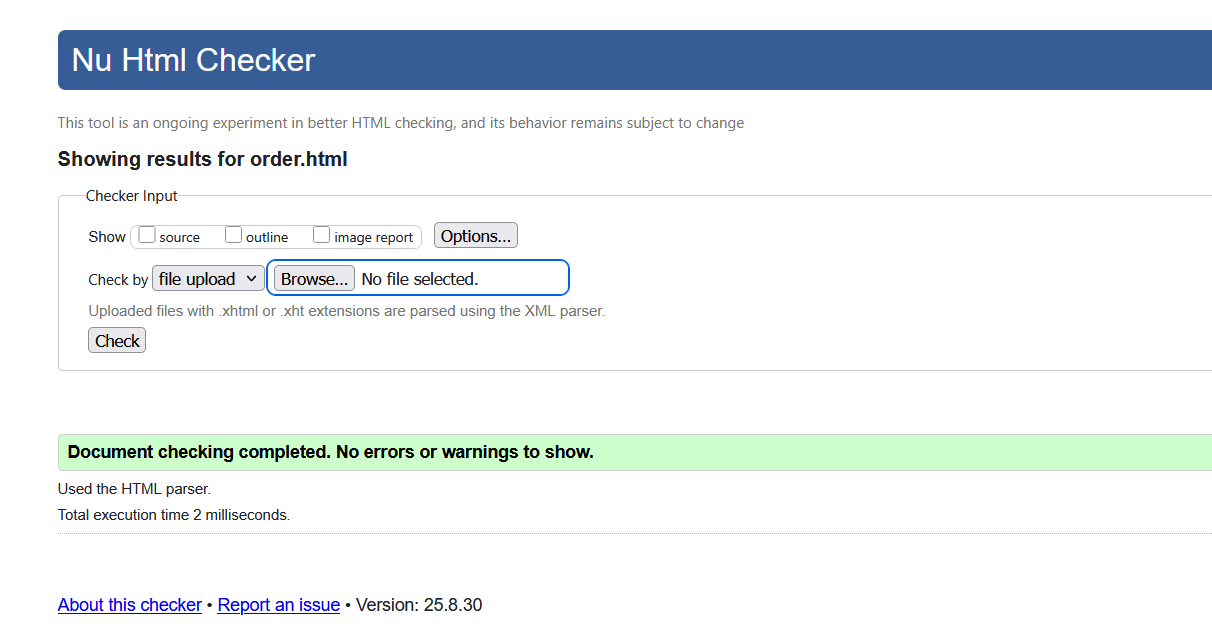 Nu Html Checker
This tool is an ongoing experiment in better HTML checking, and its behavior remains subject to change
Showing results for order.html
Checker Input
Show source outline image report Options...
Check by file upload Browse... No file selected.
Uploaded files with .xhtml or .xht extensions are parsed using the XML parser.
Check
Document checking completed. No errors or warnings to show.
Used the HTML parser.
Total execution time 2 milliseconds.
About this checker • Report an issue • Version: 25.8.30